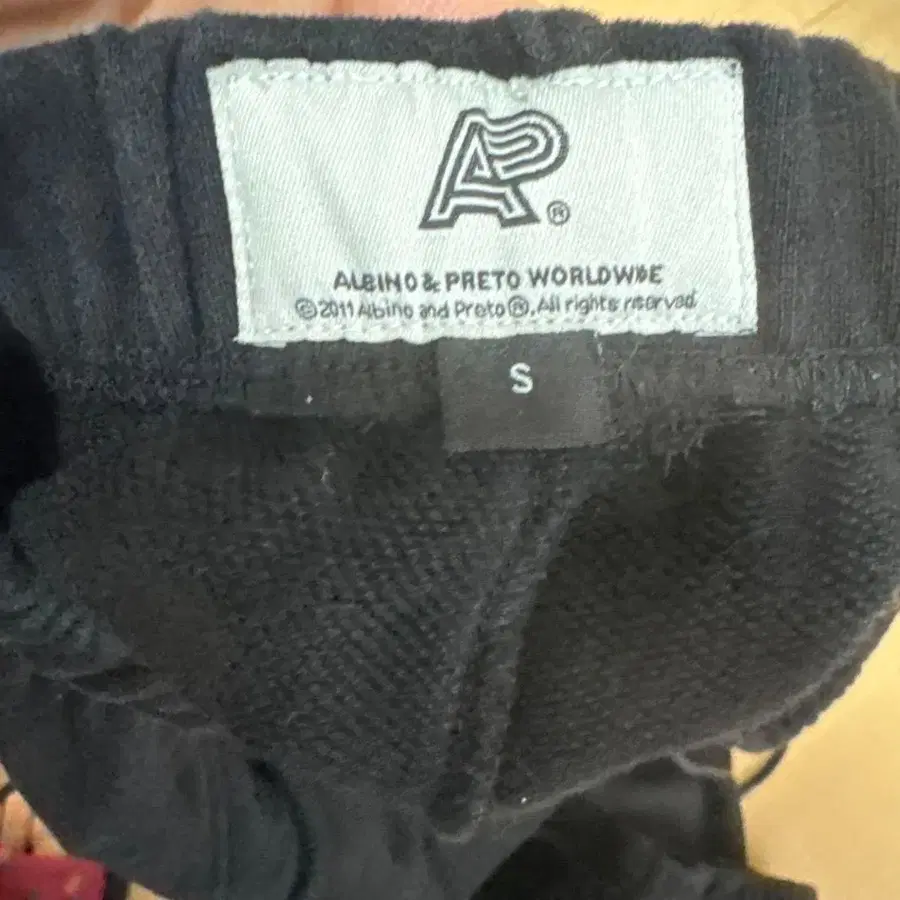 AP®
ALBINO & PRETO WORLDWIDE
©2011 Albino and Preto®. All rights reserved
S